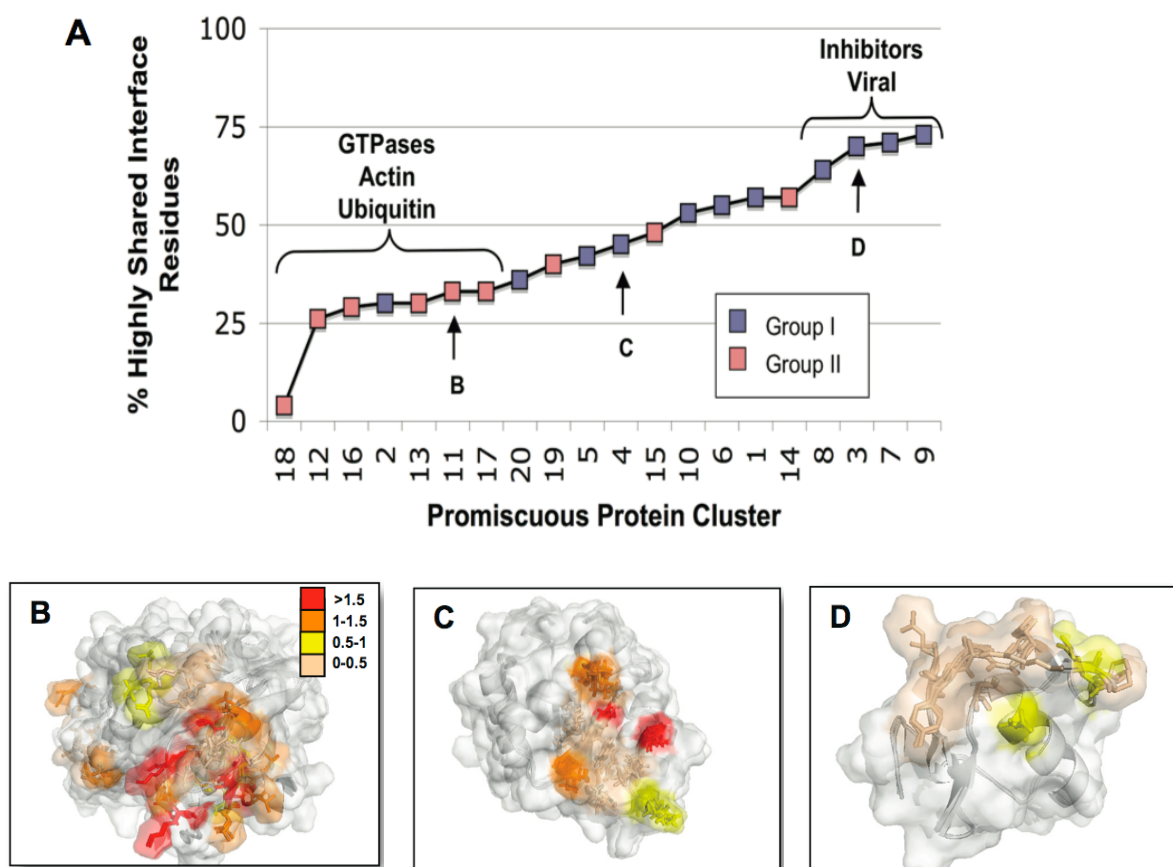 A
% Highly Shared Interface
Residues
100
75
50
25
0
GTPases
Actin
Ubiquitin
Inhibitors
Viral
B
C
D
Group I
Group II
18 12 16 2 13 11 17 20 19 5 4 15 10 6 1 14 8 3 7 9
Promiscuous Protein Cluster
B
>1.5
1-1.5
0.5-1
0-0.5
C
D